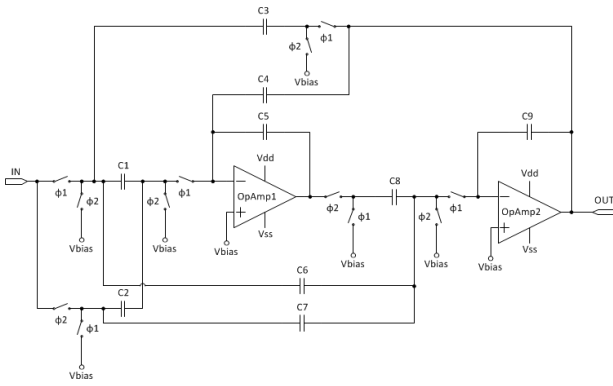 C3
ϕ1
ϕ2
Vbias
C4
C5
C9
IN
C1
ϕ1
ϕ2
ϕ2
ϕ1
Vdd
OpAmp1
Vss
C8
ϕ2
ϕ1
ϕ2
ϕ1
Vdd
OpAmp2
Vss
OUT
Vbias
Vbias
Vbias
Vbias
Vbias
Vbias
C6
C2
C7
ϕ2
ϕ1
Vbias